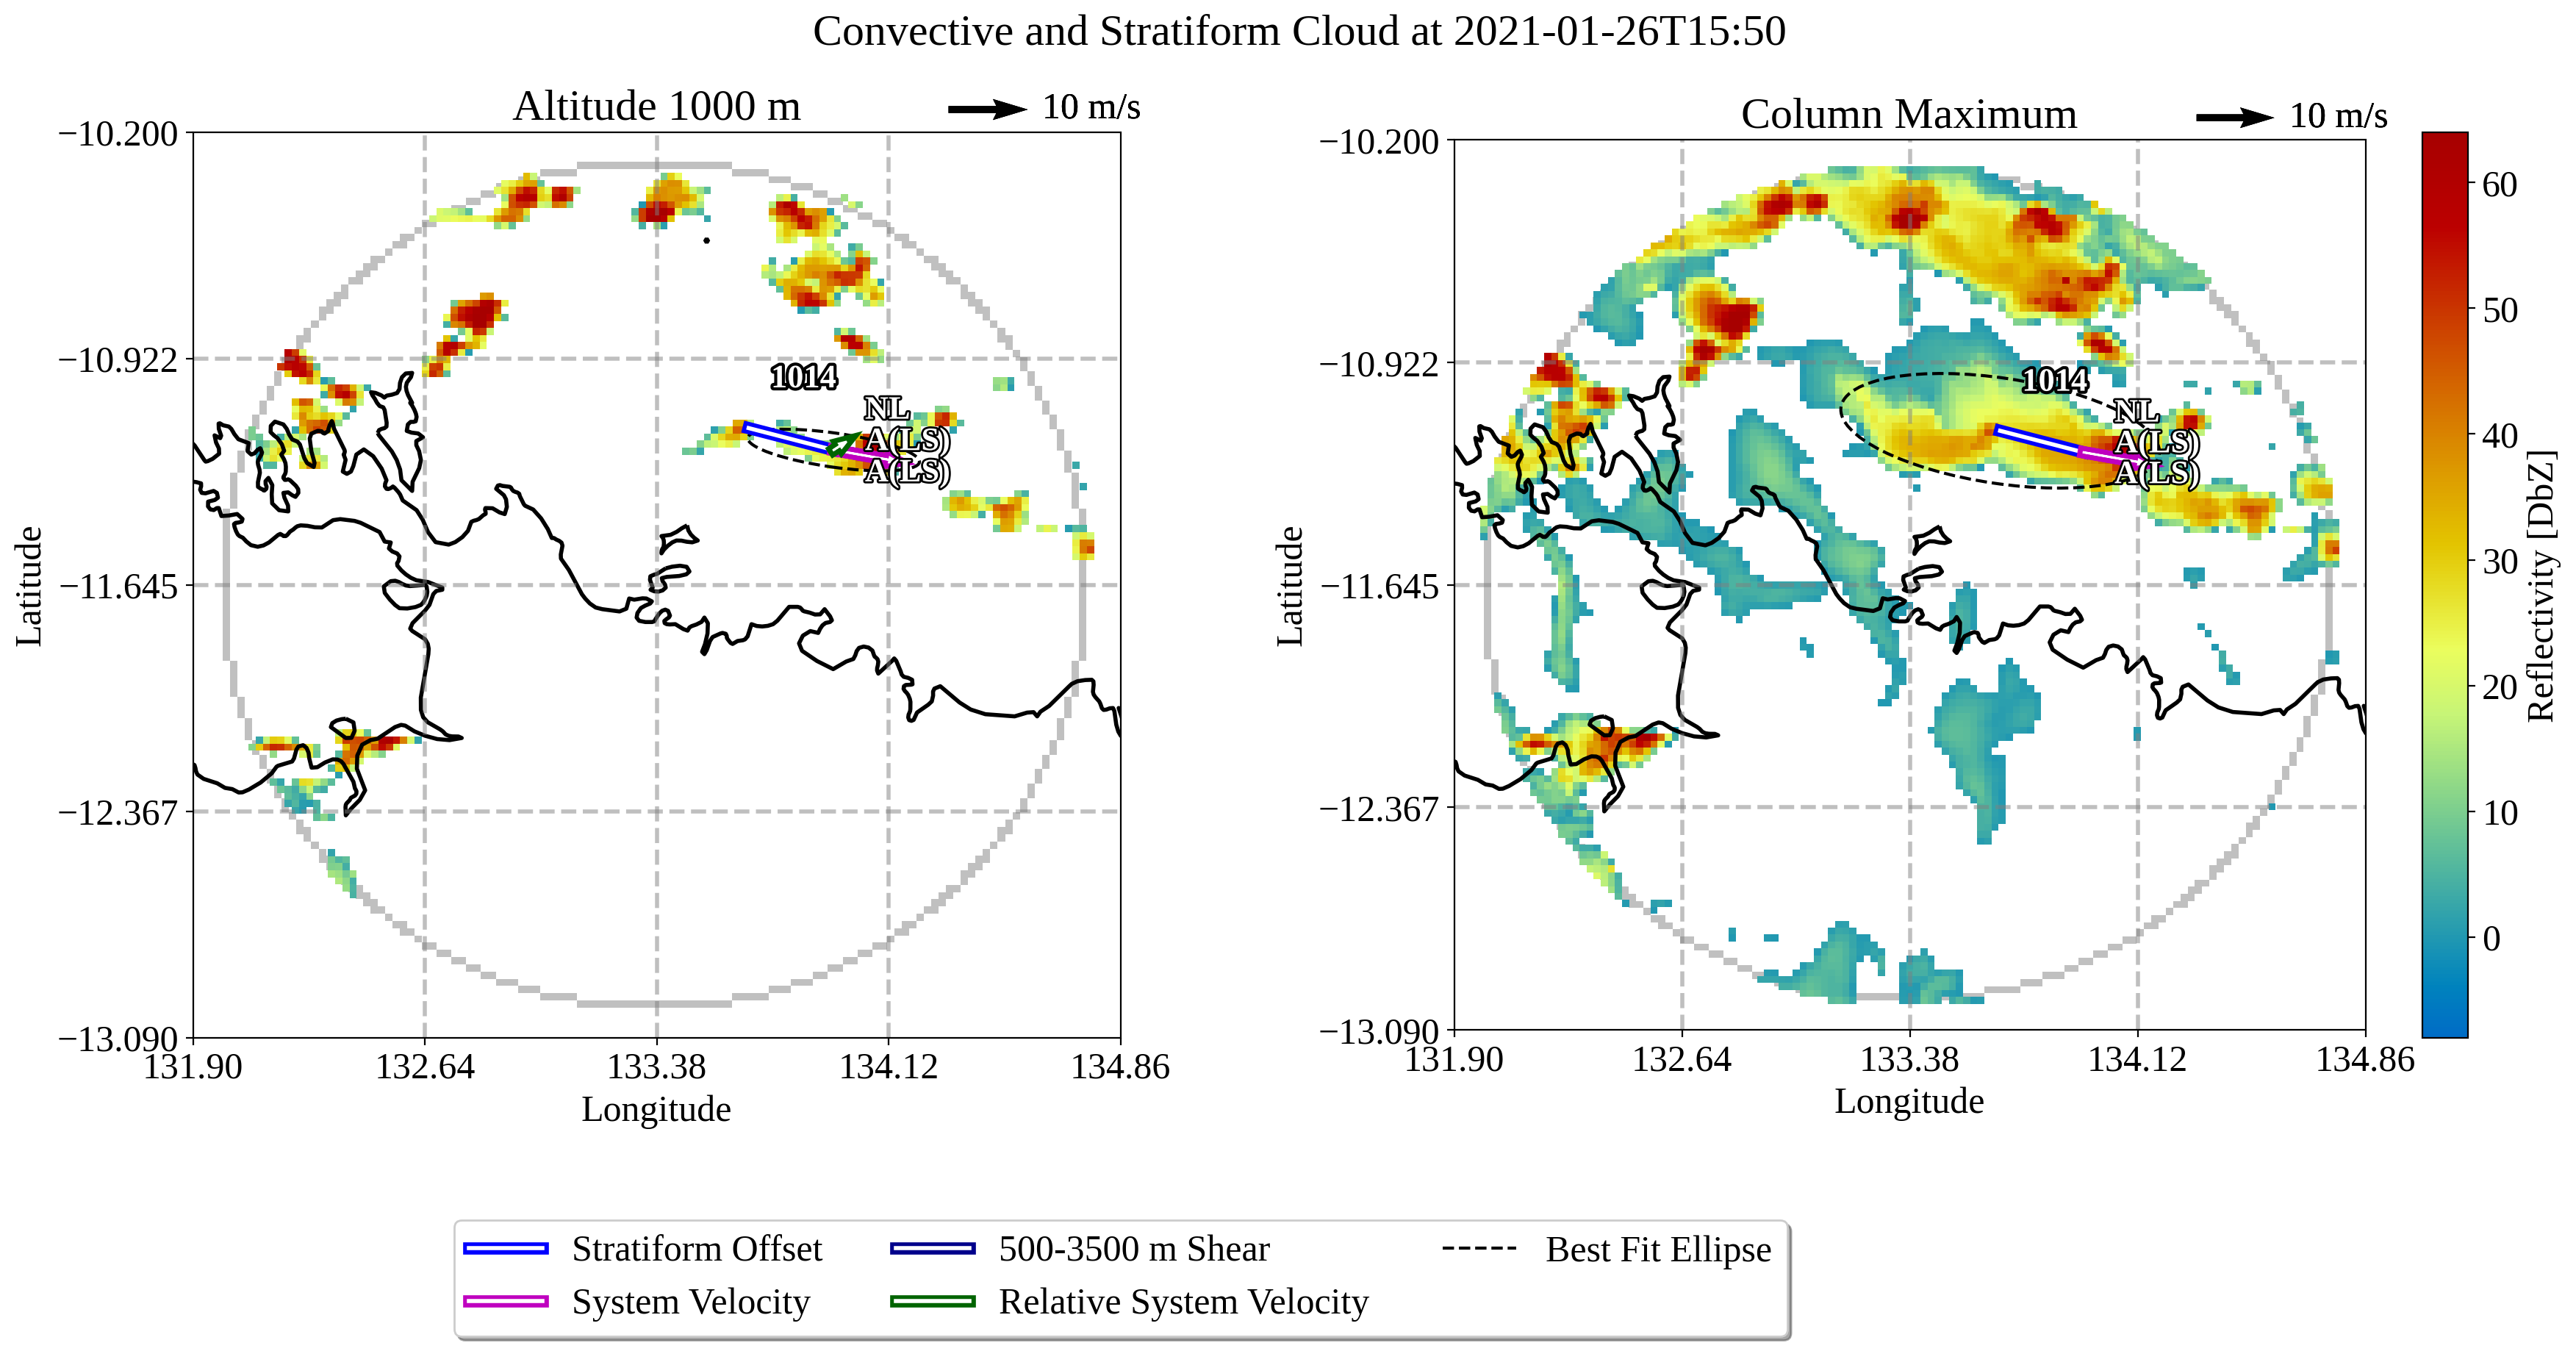 Convective and Stratiform Cloud at 2021-01-26T15:50
Altitude 1000 m
10 m/s
−10.200
−10.922
−11.645
−12.367
−13.090
131.90
132.64
133.38
134.12
134.86
Latitude
Longitude
1014
NL
A(LS)
A(LS)
Column Maximum
10 m/s
−10.200
−10.922
−11.645
−12.367
−13.090
131.90
132.64
133.38
134.12
134.86
Latitude
Longitude
1014
NL
A(LS)
A(LS)
60
50
40
30
20
10
0
Reflectivity [DbZ]
Stratiform Offset
System Velocity
500-3500 m Shear
Relative System Velocity
Best Fit Ellipse